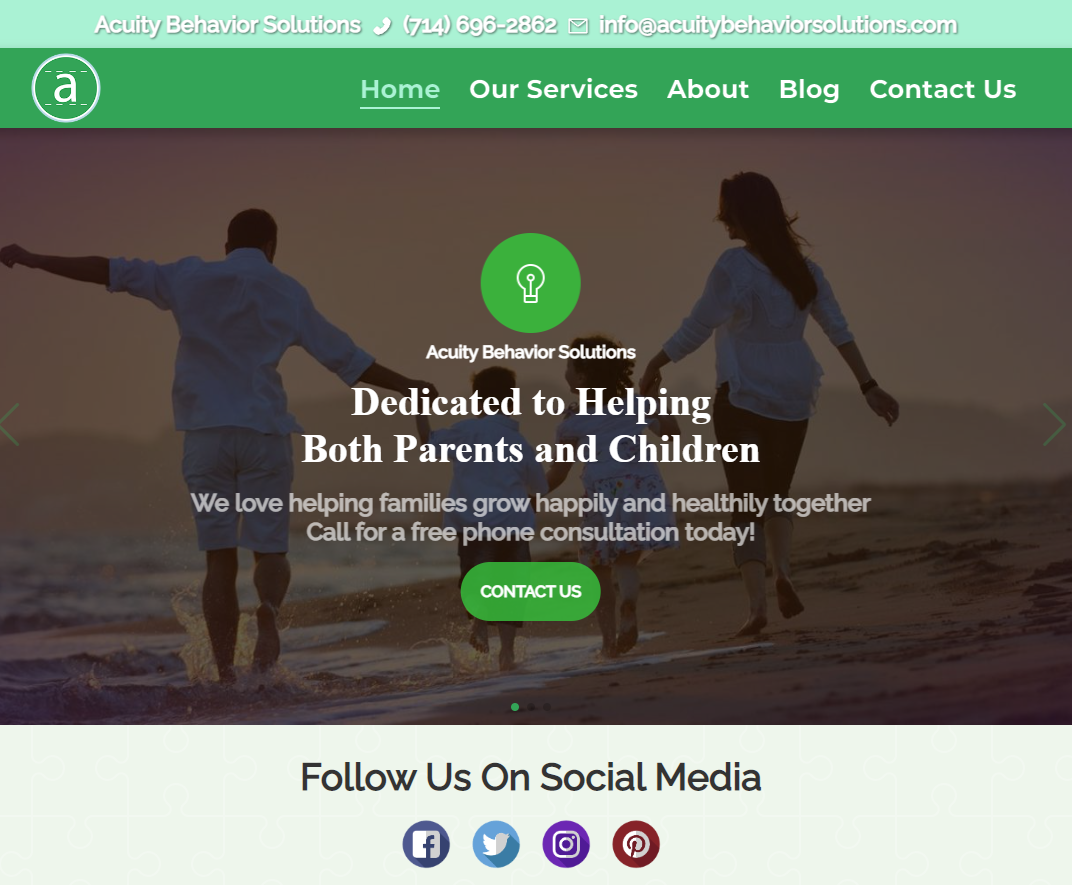 Acuity Behavior Solutions (714) 696-2862 info@acuitybehaviorsolutions.com
a
Home Our Services About Blog Contact Us
Acuity Behavior Solutions
Dedicated to Helping
Both Parents and Children
We love helping families grow happily and healthily together
Call for a free phone consultation today!
CONTACT US
Follow Us On Social Media